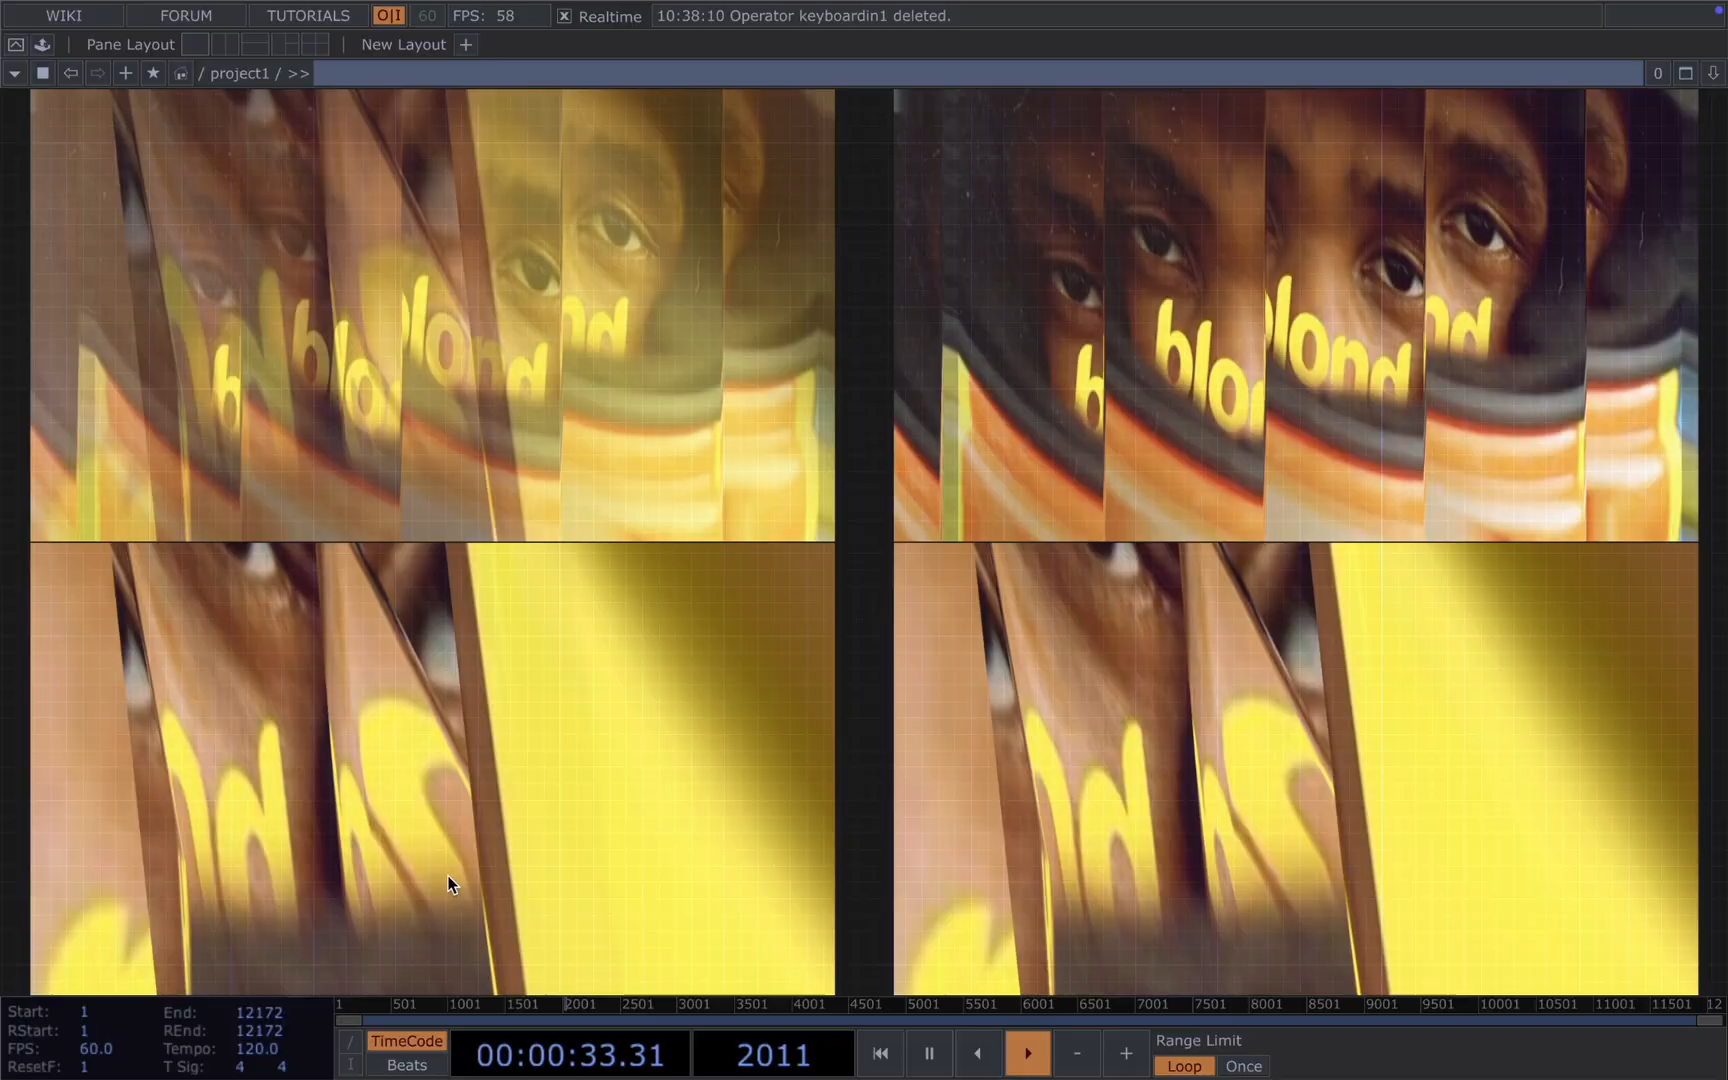 WIKI FORUM TUTORIALS O|I 60 FPS: 58 Realtime 10:38:10 Operator keyboardin1 deleted.
Pane Layout New Layout +
/ project1 / >> 0
b blond ond nd
b blon blond nd
Start: 1 End: 12172
RStart: 1 REnd: 12172
FPS: 60.0 Tempo: 120.0
ResetF: 1 T Sig: 4 4
1 501 1001 1501 2001 2501 3001 3501 4001 4501 5001 5501 6001 6501 7001 7501 8001 8501 9001 9501 10001 10501 11001 11501 12
TimeCode
Beats
00:00:33.31 2011
- +
Range Limit
Loop Once